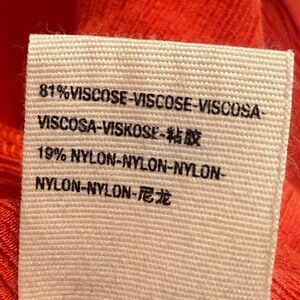 81%VISCOSE-VISCOSE-VISCOSA-
VISCOSA-VISKOSE-粘胶
19% NYLON-NYLON-NYLON-
NYLON-NYLON-尼龙